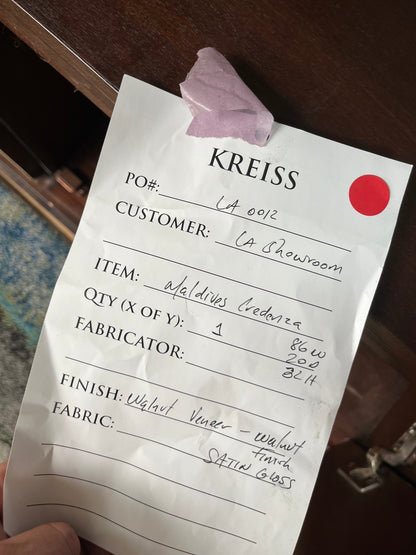 KREISS
PO#: LA 0012
CUSTOMER: LA Showroom
ITEM: Maldives Credenza
QTY (X OF Y): 1 86 W
20 D
FABRICATOR: 32 H
FINISH: Walnut Veneer - walnut
finish
FABRIC: SATIN GLOSS